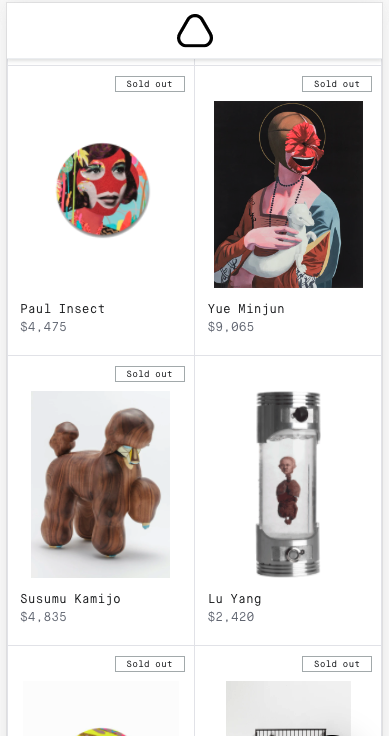 Sold out
Sold out
Paul Insect
$4,475
Yue Minjun
$9,065
Sold out
Susumu Kamijo
$4,835
Lu Yang
$2,420
Sold out
Sold out